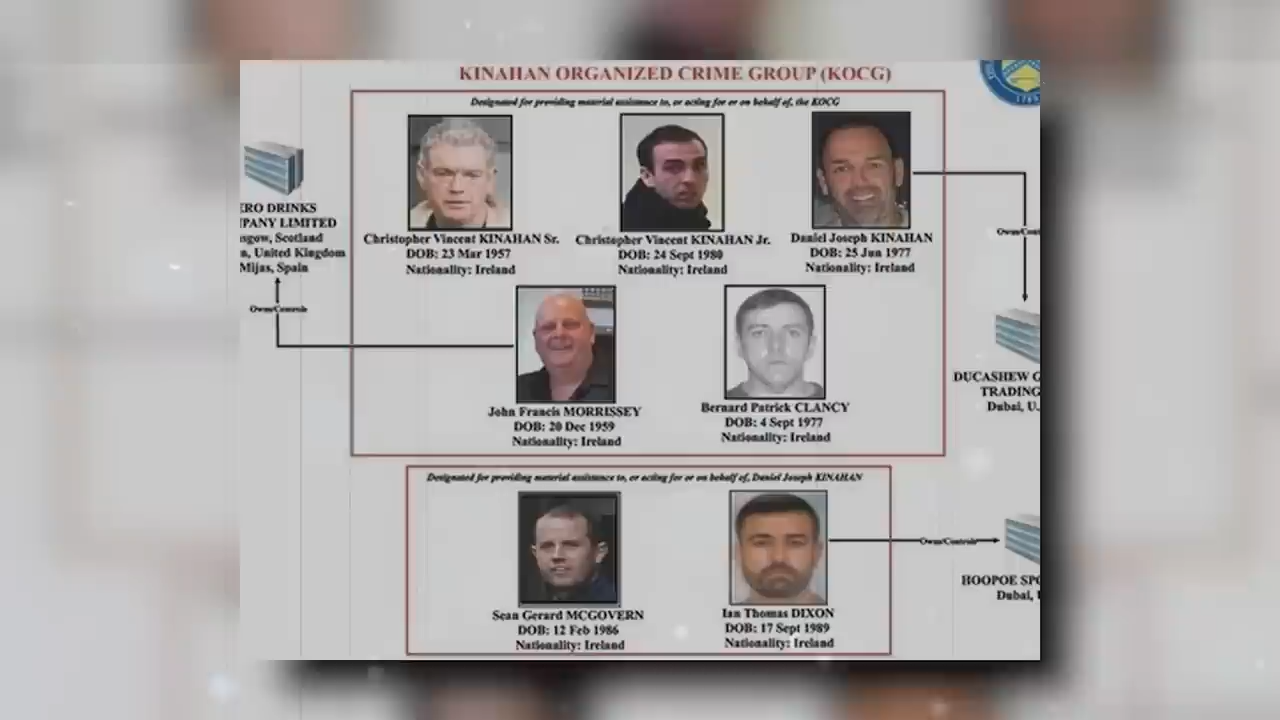 KINAHAN ORGANIZED CRIME GROUP (KOCG)
Designated for providing material assistance to, or acting for or on behalf of, the KOCG
1789
Christopher Vincent KINAHAN Sr.
DOB: 23 Mar 1957
Nationality: Ireland
Christopher Vincent KINAHAN Jr.
DOB: 24 Sept 1980
Nationality: Ireland
Daniel Joseph KINAHAN
DOB: 25 Jun 1977
Nationality: Ireland
DRINKS
LIMITED
Scotland
United Kingdom
Mijas, Spain
Owns/Controls
John Francis MORRISSEY
DOB: 20 Dec 1959
Nationality: Ireland
Bernard Patrick CLANCY
DOB: 4 Sept 1977
Nationality: Ireland
DUCASHEW G
TRADING
Dubai, U.
Designated for providing material assistance to, or acting for or on behalf of, Daniel Joseph KINAHAN
Sean Gerard MCGOVERN
DOB: 12 Feb 1986
Nationality: Ireland
Ian Thomas DIXON
DOB: 17 Sept 1989
Nationality: Ireland
Owns/Controls
HOOPOE SPO
Dubai,